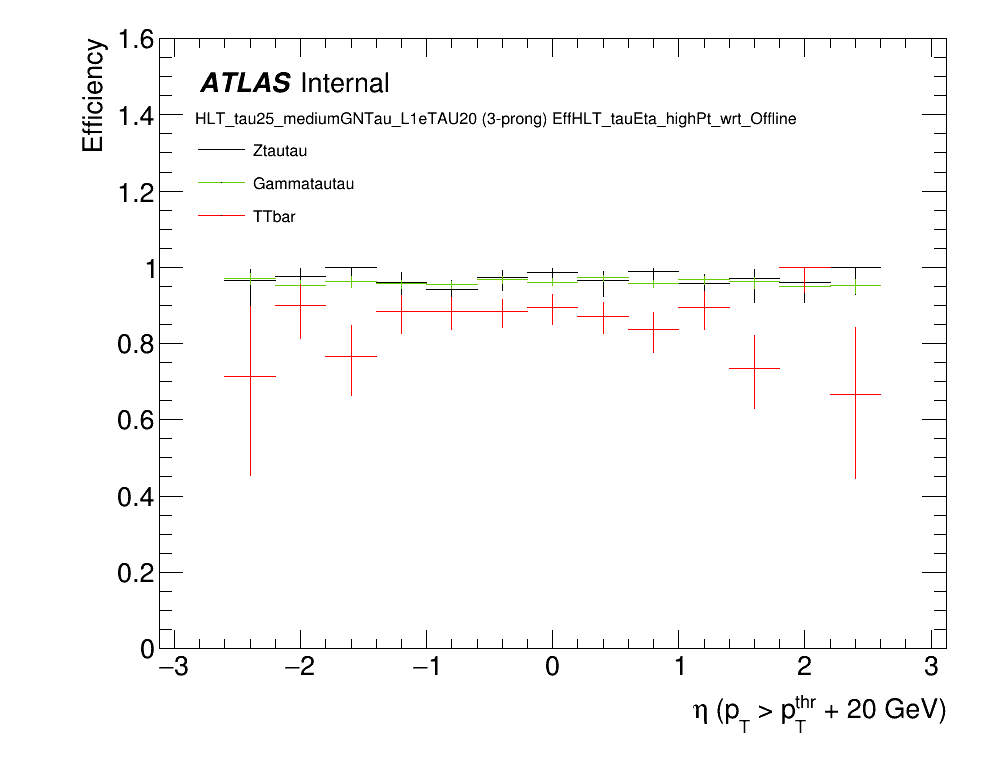 Efficiency
1.6
1.4
1.2
1
0.8
0.6
0.4
0.2
0
ATLAS Internal
HLT_tau25_mediumGNTau_L1eTAU20 (3-prong) EffHLT_tauEta_highPt_wrt_Offline
Ztautau
Gammatautau
TTbar
−3 −2 −1 0 1 2 3
η (p_T > p_T^thr + 20 GeV)